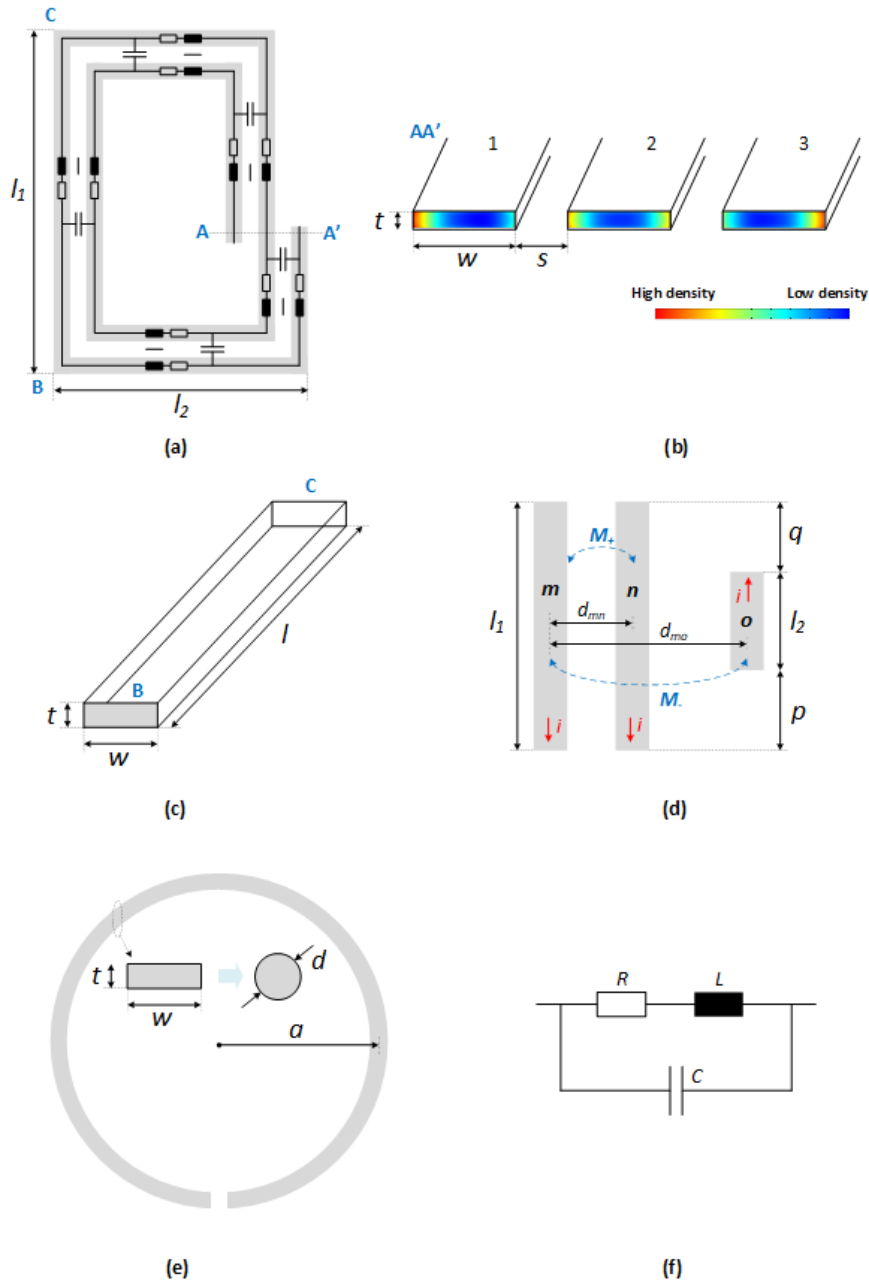 C
l1
A
A'
B
l2
(a)
AA'
1
2
3
t
w
s
High density
Low density
(b)
C
l
B
t
w
(c)
M+
q
m
n
i
o
l1
dmn
l2
dmo
M-
i
i
p
(d)
t
w
d
a
(e)
R
L
C
(f)